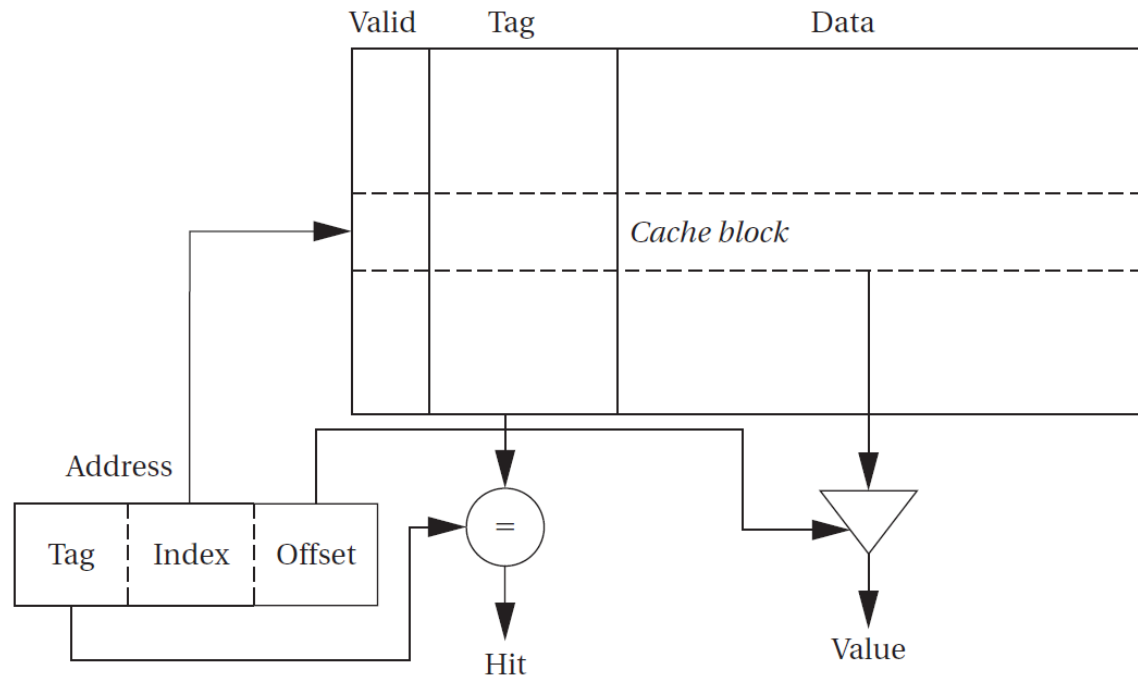 Valid Tag Data
Cache block
Address
Tag Index Offset
=
Hit
Value